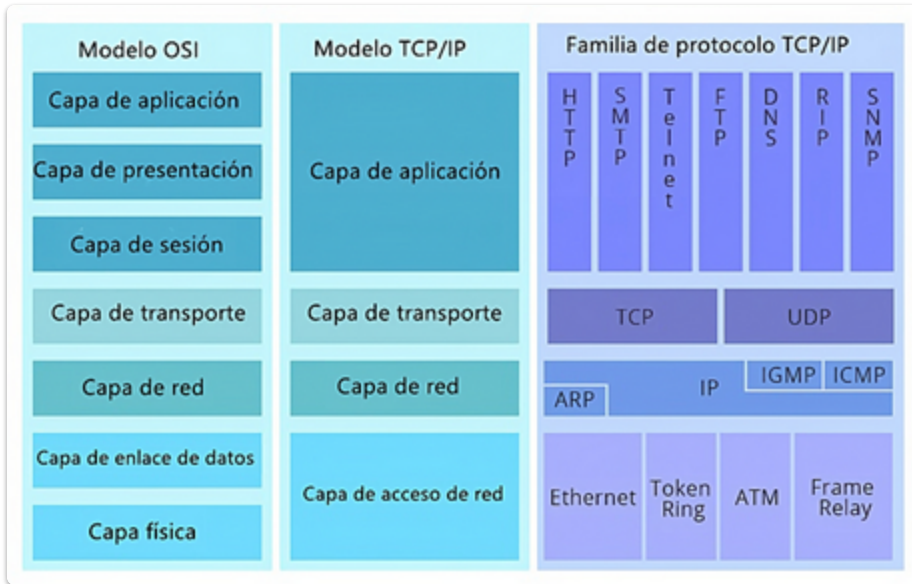 Modelo OSI
Capa de aplicación
Capa de presentación
Capa de sesión
Capa de transporte
Capa de red
Capa de enlace de datos
Capa física
Modelo TCP/IP
Capa de aplicación
Capa de transporte
Capa de red
Capa de acceso de red
Familia de protocolo TCP/IP
HTTP
SMTP
Telnet
FTP
DNS
RIP
SNMP
TCP
UDP
ARP
IP
IGMP
ICMP
Ethernet
Token
Ring
ATM
Frame
Relay